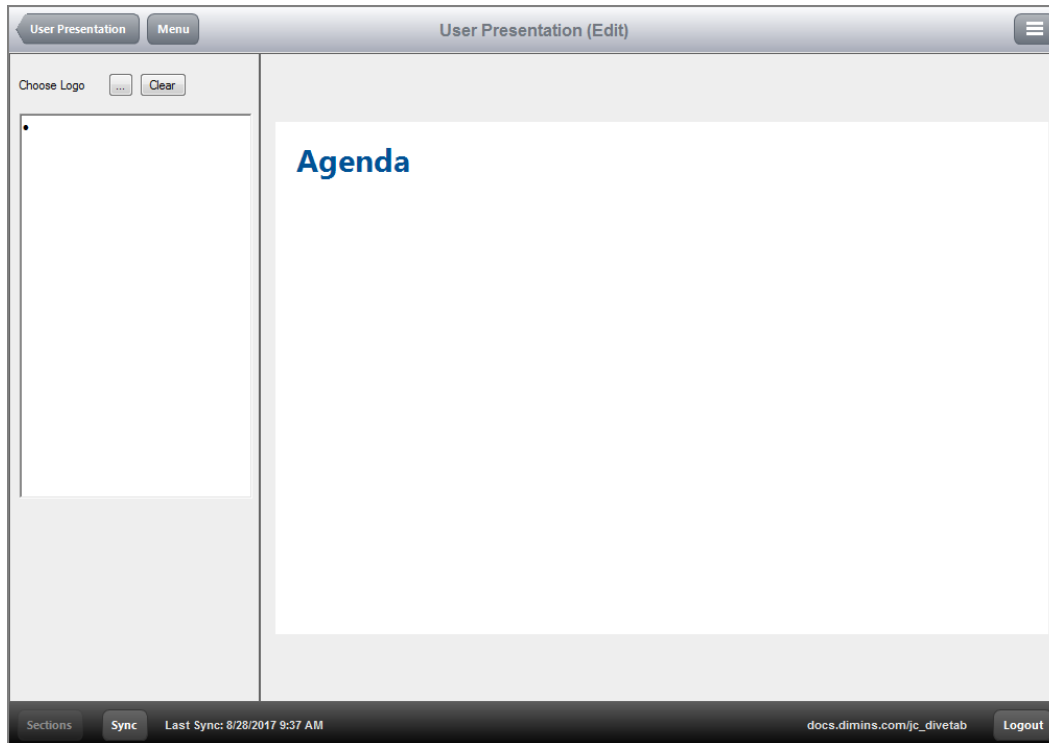 User Presentation Menu User Presentation (Edit)
Choose Logo ... Clear
•
Agenda
Sections Sync Last Sync: 8/28/2017 9:37 AM docs.dimins.com/jc_divetab Logout